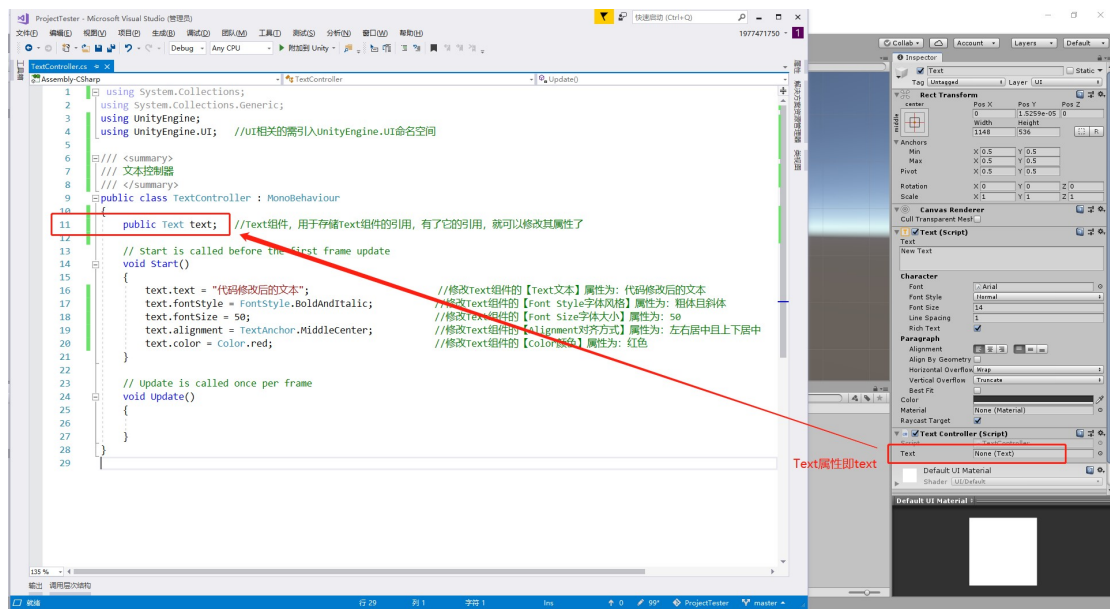 ProjectTester - Microsoft Visual Studio (管理员)
快速启动 (Ctrl+Q)
文件(F) 编辑(E) 视图(V) 项目(P) 生成(B) 调试(D) 团队(M) 工具(T) 测试(S) 分析(N) 窗口(W) 帮助(H)
1977471750
1
Debug Any CPU 附加到 Unity
TextController.cs
Assembly-CSharp TextController Update()
1 using System.Collections;
2 using System.Collections.Generic;
3 using UnityEngine;
4 using UnityEngine.UI; //UI相关的需引入UnityEngine.UI命名空间
5
6 /// <summary>
7 /// 文本控制器
8 /// </summary>
9 public class TextController : MonoBehaviour
10 {
11 public Text text; //Text组件，用于存储Text组件的引用，有了它的引用，就可以修改其属性了
12
13 // Start is called before the first frame update
14 void Start()
15 {
16 text.text = "代码修改后的文本"; //修改Text组件的【Text文本】属性为：代码修改后的文本
17 text.fontStyle = FontStyle.BoldAndItalic; //修改Text组件的【Font Style字体风格】属性为：粗体且斜体
18 text.fontSize = 50; //修改Text组件的【Font Size字体大小】属性为：50
19 text.alignment = TextAnchor.MiddleCenter; //修改Text组件的【Alignment对齐方式】属性为：左右居中且上下居中
20 text.color = Color.red; //修改Text组件的【Color颜色】属性为：红色
21 }
22
23 // Update is called once per frame
24 void Update()
25 {
26
27 }
28 }
29
135 %
输出 调用层次结构
就绪 行 29 列 1 字符 1 Ins 0 99+ ProjectTester master
属性
解决方案资源管理器
类视图
Text属性即text
Collab Account Layers Default
Inspector
Text Static
Tag Untagged Layer UI
Rect Transform
center Pos X Pos Y Pos Z
middle
0 1.5259e-05 0
Width Height
1148 536 R
Anchors
Min X 0.5 Y 0.5
Max X 0.5 Y 0.5
Pivot X 0.5 Y 0.5
Rotation X 0 Y 0 Z 0
Scale X 1 Y 1 Z 1
Canvas Renderer
Cull Transparent Mesh
Text (Script)
Text
New Text
Character
Font Arial
Font Style Normal
Font Size 14
Line Spacing 1
Rich Text
Paragraph
Alignment
Align By Geometry
Horizontal Overflow Wrap
Vertical Overflow Truncate
Best Fit
Color
Material None (Material)
Raycast Target
Text Controller (Script)
Script TextController
Text None (Text)
Default UI Material
Shader UI/Default
Default UI Material